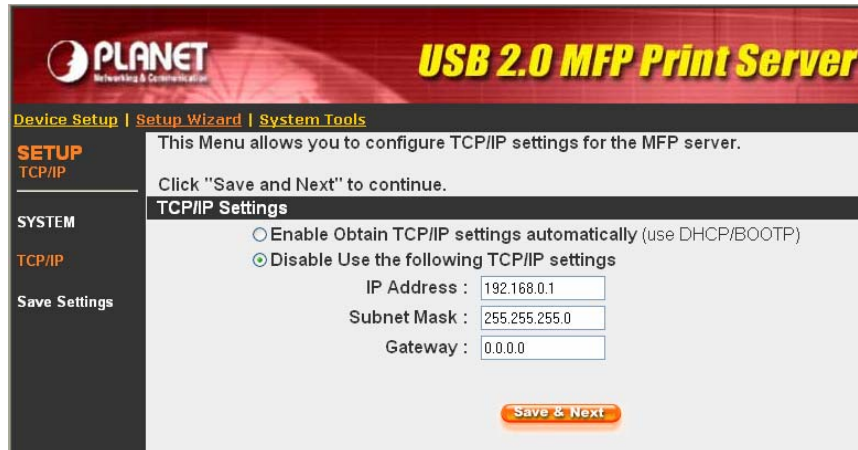 PLANET
Networking & Communication
USB 2.0 MFP Print Server
Device Setup | Setup Wizard | System Tools
SETUP
TCP/IP
SYSTEM
TCP/IP
Save Settings
This Menu allows you to configure TCP/IP settings for the MFP server.
Click "Save and Next" to continue.
TCP/IP Settings
Enable Obtain TCP/IP settings automatically (use DHCP/BOOTP)
Disable Use the following TCP/IP settings
IP Address : 192.168.0.1
Subnet Mask : 255.255.255.0
Gateway : 0.0.0.0
Save & Next